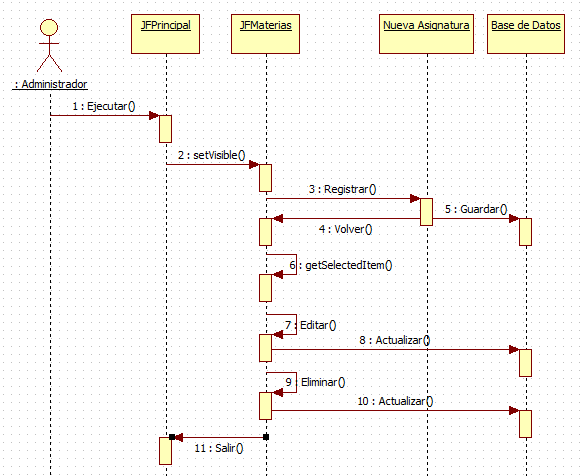 JFPrincipal
JFMaterias
Nueva Asignatura
Base de Datos
: Administrador
1 : Ejecutar()
2 : setVisible()
3 : Registrar()
5 : Guardar()
4 : Volver()
6 : getSelectedItem()
7 : Editar()
8 : Actualizar()
9 : Eliminar()
10 : Actualizar()
11 : Salir()